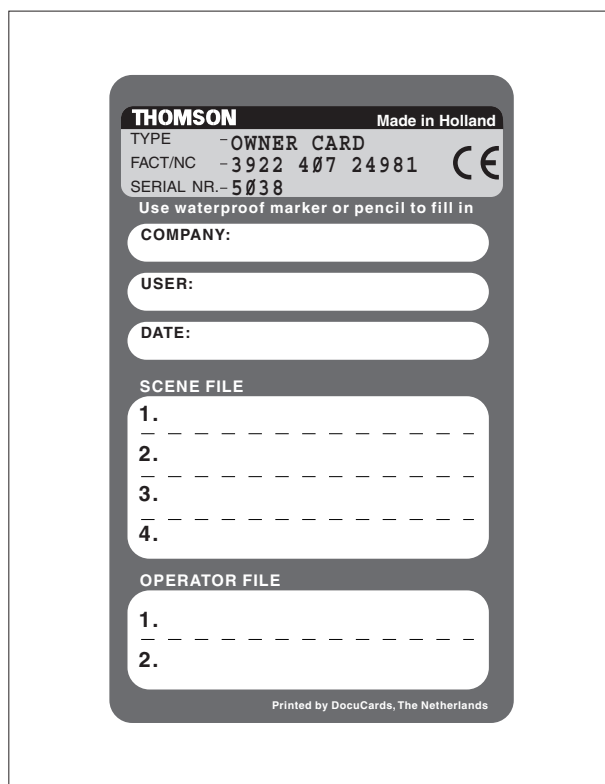 THOMSON Made in Holland
TYPE - OWNER CARD
FACT/NC - 3922 4Ø7 24981
SERIAL NR. - 5Ø38
CE
Use waterproof marker or pencil to fill in
COMPANY:
USER:
DATE:
SCENE FILE
1.
2.
3.
4.
OPERATOR FILE
1.
2.
Printed by DocuCards, The Netherlands